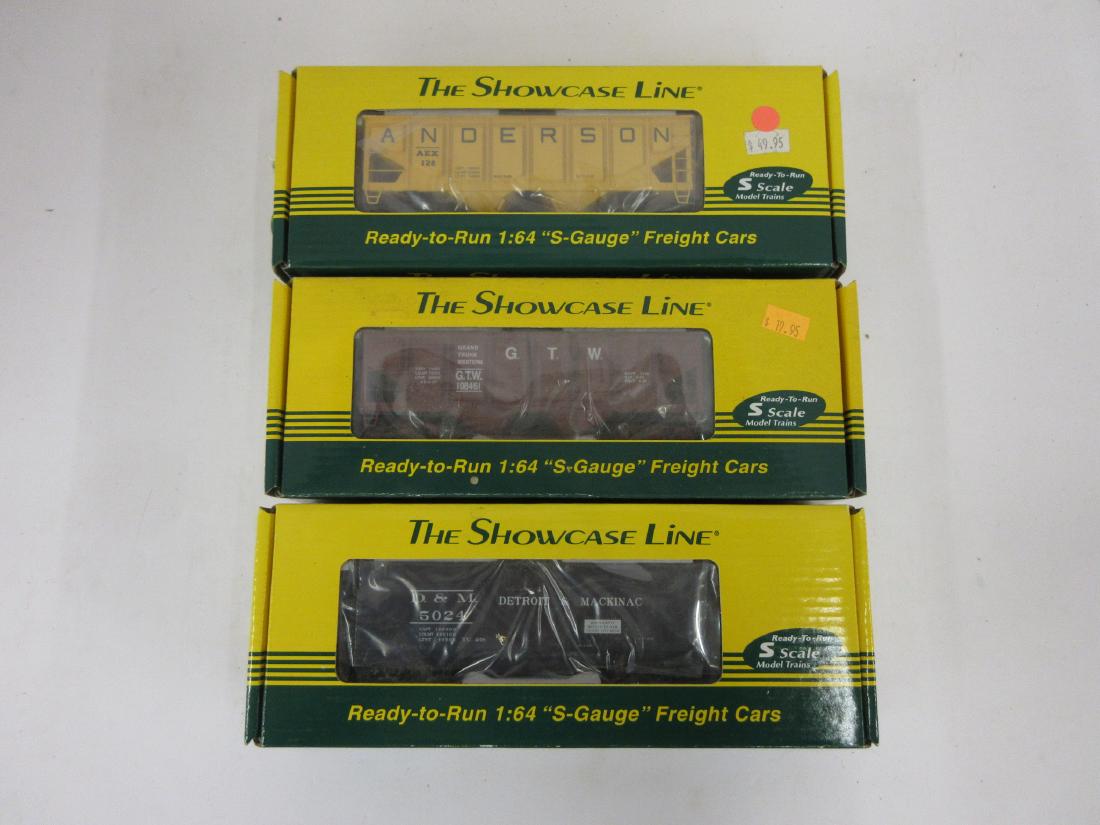 THE SHOWCASE LINE®
ANDERSON
AEX
128
$ 49.95
Ready-To-Run
S Scale
Model Trains
Ready-to-Run 1:64 “S-Gauge” Freight Cars
THE SHOWCASE LINE®
GRAND
TRUNK
WESTERN
G. T. W.
G.T.W.
108461
Ready-To-Run
S Scale
Model Trains
Ready-to-Run 1:64 “S-Gauge” Freight Cars
THE SHOWCASE LINE®
D. & M.
5024
DETROIT & MACKINAC
Ready-To-Run
S Scale
Model Trains
Ready-to-Run 1:64 “S-Gauge” Freight Cars